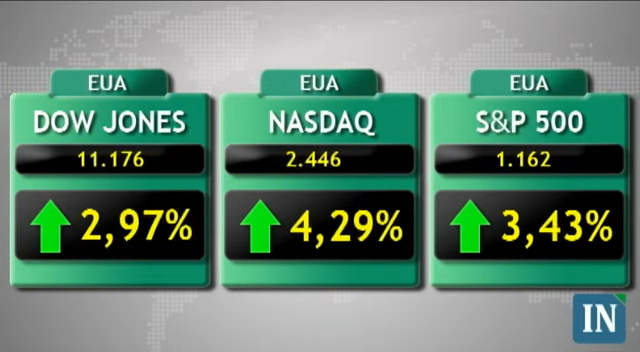 EUA
DOW JONES
11.176
2,97%
EUA
NASDAQ
2.446
4,29%
EUA
S&P 500
1.162
3,43%
IN